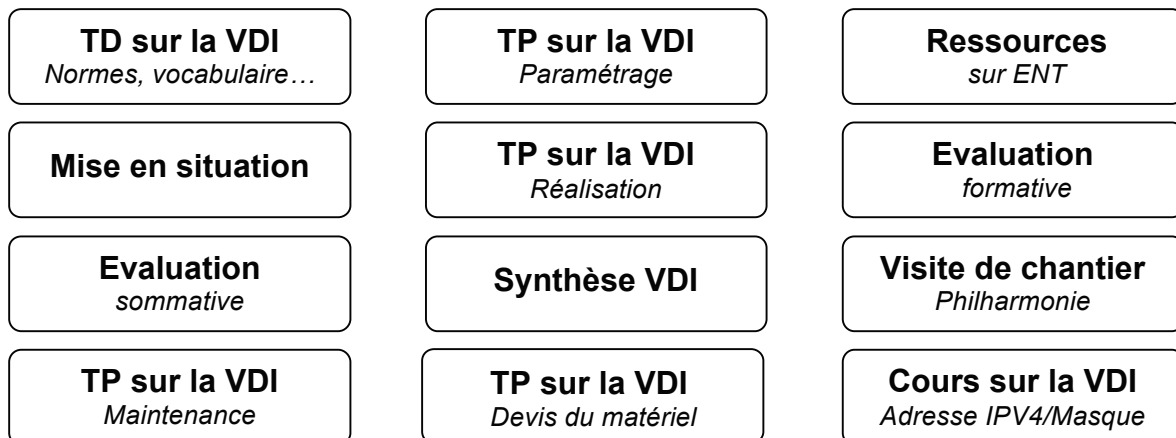 TD sur la VDI
Normes, vocabulaire…
TP sur la VDI
Paramétrage
Ressources
sur ENT
Mise en situation
TP sur la VDI
Réalisation
Evaluation
formative
Evaluation
sommative
Synthèse VDI
Visite de chantier
Philharmonie
TP sur la VDI
Maintenance
TP sur la VDI
Devis du matériel
Cours sur la VDI
Adresse IPV4/Masque